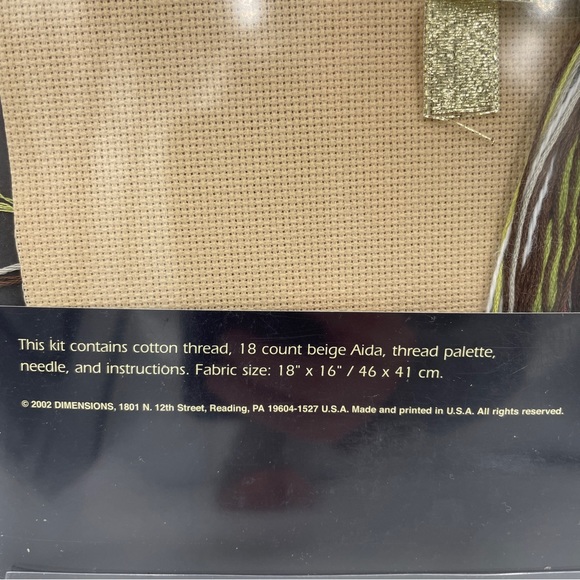 This kit contains cotton thread, 18 count beige Aida, thread palette,
needle, and instructions. Fabric size: 18" x 16" / 46 x 41 cm.
© 2002 DIMENSIONS, 1801 N. 12th Street, Reading, PA 19604-1527 U.S.A. Made and printed in U.S.A. All rights reserved.